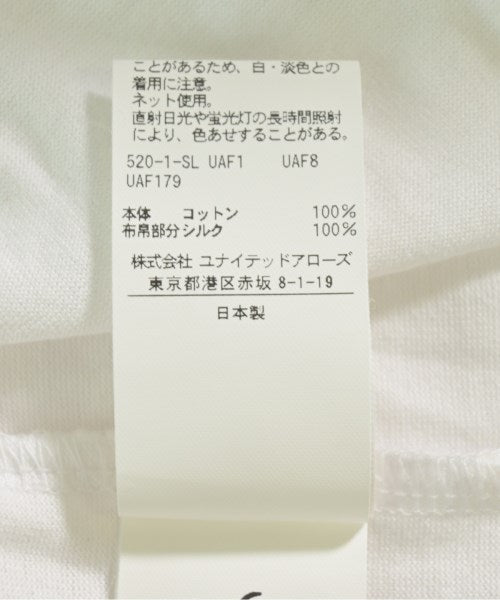 ことがあるため、白・淡色との
着用に注意。
ネット使用。
直射日光や蛍光灯の長時間照射
により、色あせすることがある。
520-1-SL UAF1 UAF8
UAF179
本体 コットン 100%
布帛部分 シルク 100%
株式会社 ユナイテッドアローズ
東京都港区赤坂 8-1-19
日本製